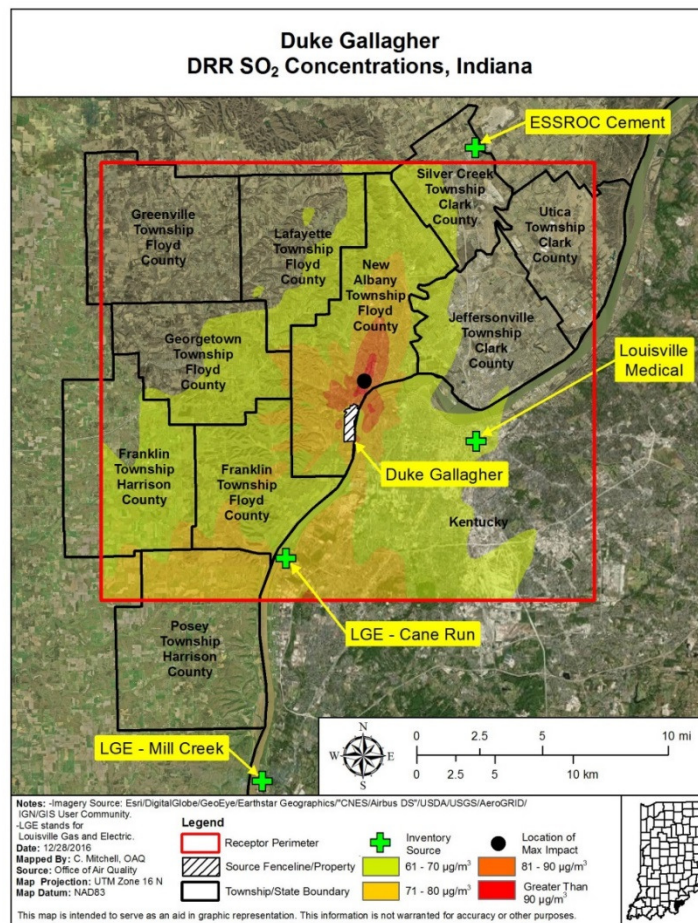 Duke Gallagher
DRR SO₂ Concentrations, Indiana
ESSROC Cement
Silver Creek
Township
Clark
County
Greenville
Township
Floyd
County
Lafayette
Township
Floyd
County
Utica
Township
Clark
County
New
Albany
Township
Floyd
County
Jeffersonville
Township
Clark
County
Georgetown
Township
Floyd
County
Louisville
Medical
Franklin
Township
Harrison
County
Franklin
Township
Floyd
County
Duke Gallagher
Kentucky
Posey
Township
Harrison
County
LGE - Cane Run
LGE - Mill Creek
N
W E
S
0 2.5 5 10 mi
0 2.5 5 10 km
Notes: -Imagery Source: Esri/DigitalGlobe/GeoEye/Earthstar Geographics/"CNES/Airbus DS"/USDA/USGS/AeroGRID/
IGN/GIS User Community.
-LGE stands for
Louisville Gas and Electric.
Date: 12/28/2016
Mapped By: C. Mitchell, OAQ
Source: Office of Air Quality
Map Projection: UTM Zone 16 N
Map Datum: NAD83
Legend
Receptor Perimeter
Source Fenceline/Property
Township/State Boundary
Inventory
Source
Location of
Max Impact
61 - 70 µg/m³
81 - 90 µg/m³
71 - 80 µg/m³
Greater Than
90 µg/m³
This map is intended to serve as an aid in graphic representation. This information is not warranted for accuracy or other purposes.